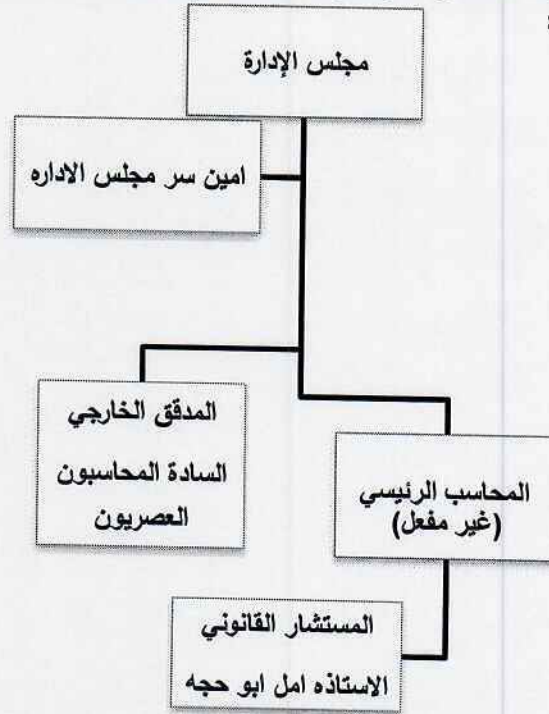 مجلس الإدارة
امين سر مجلس الاداره
المدقق الخارجي
السادة المحاسبون
العصريون
المحاسب الرئيسي
(غير مفعل)
المستشار القانوني
الاستاذه امل ابو حجه